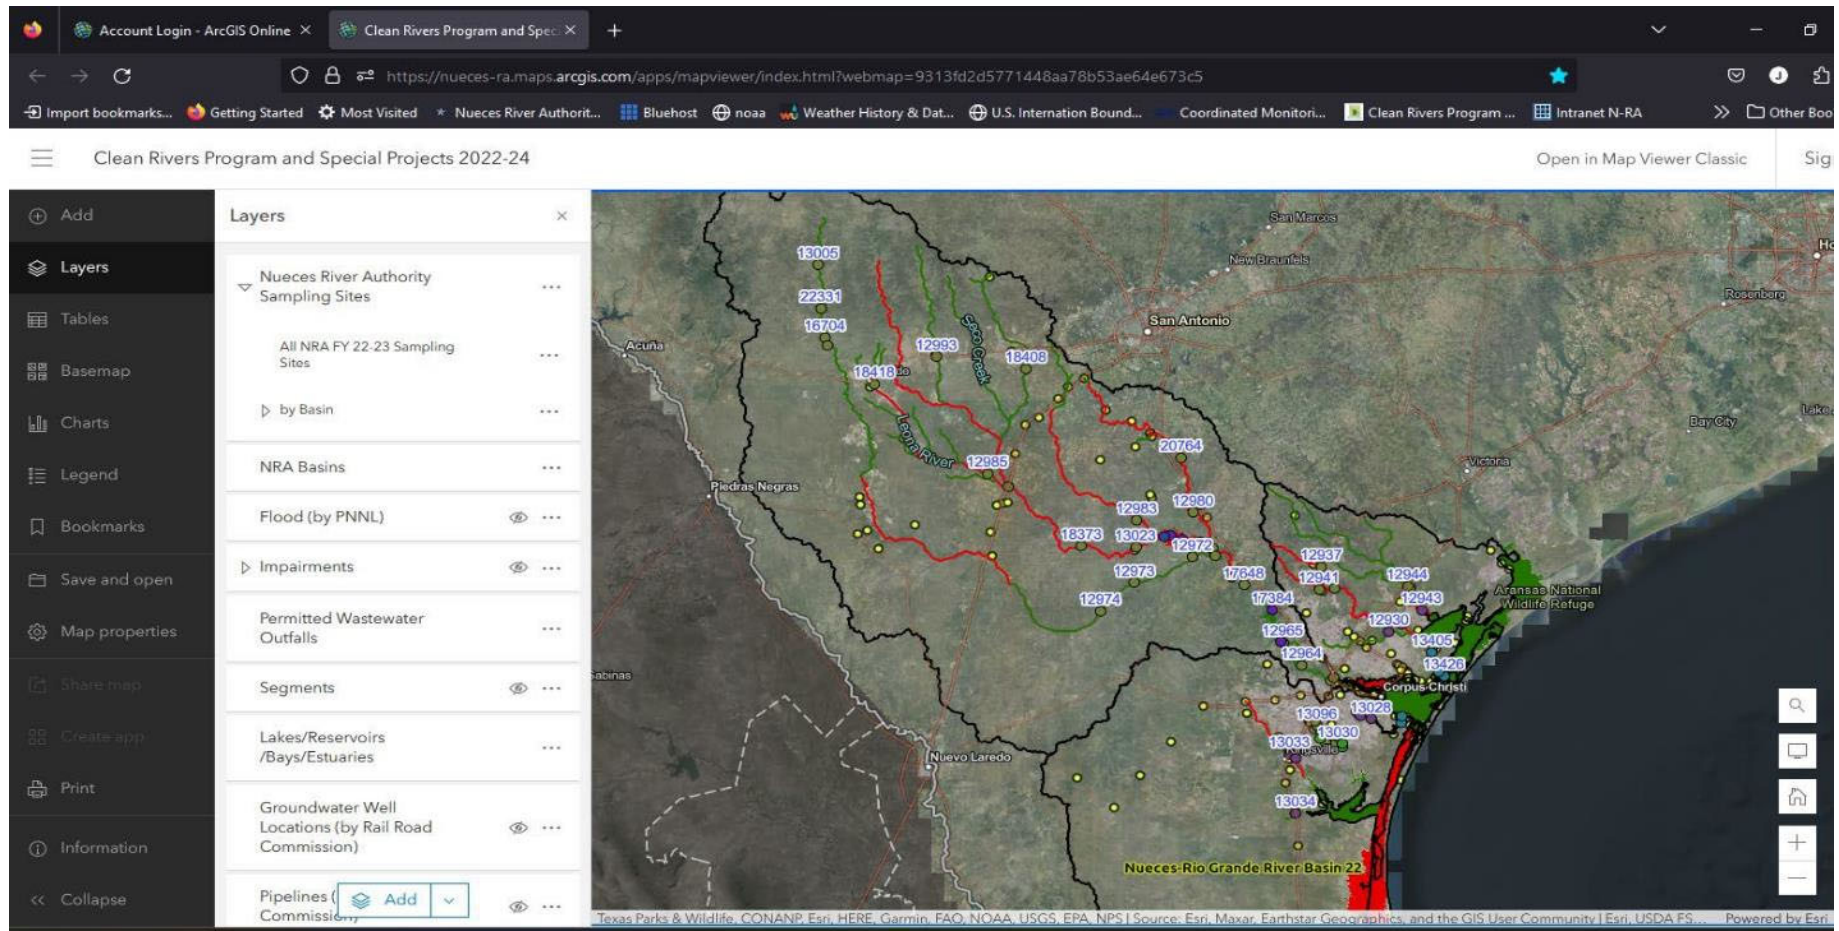 Account Login - ArcGIS Online
Clean Rivers Program and Spec
https://nueces-ra.maps.arcgis.com/apps/mapviewer/index.html?webmap=9313fd2d5771448aa78b53ae64e673c5
Import bookmarks... Getting Started Most Visited Nueces River Authorit... Bluehost noaa Weather History & Dat... U.S. Internation Bound... Coordinated Monitori... Clean Rivers Program ... Intranet N-RA Other Boo
Clean Rivers Program and Special Projects 2022-24
Open in Map Viewer Classic
Sig
Add
Layers
Tables
Basemap
Charts
Legend
Bookmarks
Save and open
Map properties
Share map
Create app
Print
Information
Collapse
Layers
Nueces River Authority
Sampling Sites
All NRA FY 22-23 Sampling
Sites
by Basin
NRA Basins
Flood (by PNNL)
Impairments
Permitted Wastewater
Outfalls
Segments
Lakes/Reservoirs
/Bays/Estuaries
Groundwater Well
Locations (by Rail Road
Commission)
Pipelines (
Add
San Marcos
New Braunfels
Rosenberg
San Antonio
Acuña
13005
22331
16704
12993
18408
18418
Seco Creek
Leona River
12985
20764
Bay City
Lake
Victoria
Piedras Negras
12980
12983
18373
13023
12972
12973
12974
17648
17384
12937
12941
12944
12943
12930
12965
12964
13405
13426
Aransas National
Wildlife Refuge
Corpus Christi
13096
13028
13030
13033
Kingsville
13034
Nuevo Laredo
Sabinas
Nueces-Rio Grande River Basin 22
Texas Parks & Wildlife, CONANP, Esri, HERE, Garmin, FAO, NOAA, USGS, EPA, NPS | Source: Esri, Maxar, Earthstar Geographics, and the GIS User Community | Esri, USDA FS...
Powered by Esri